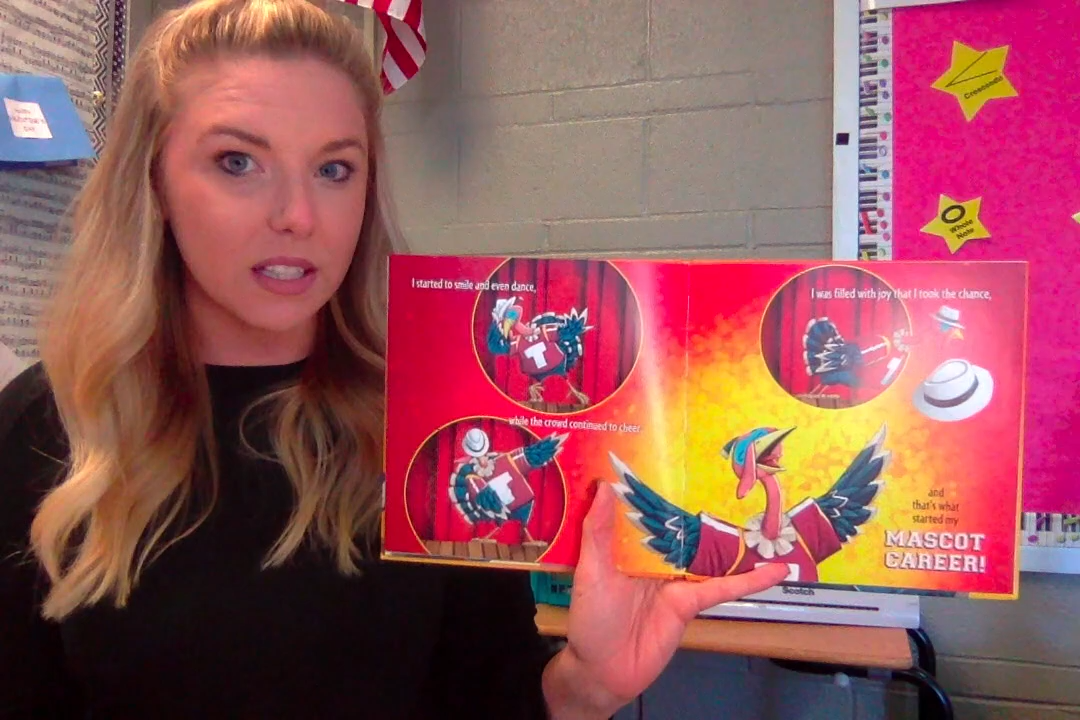 I started to smile and even dance,
T
while the crowd continued to cheer.
T
I was filled with joy that I took the chance,
and
that's what
started my
MASCOT
CAREER!
Crescendo
Whole
Note
Scotch